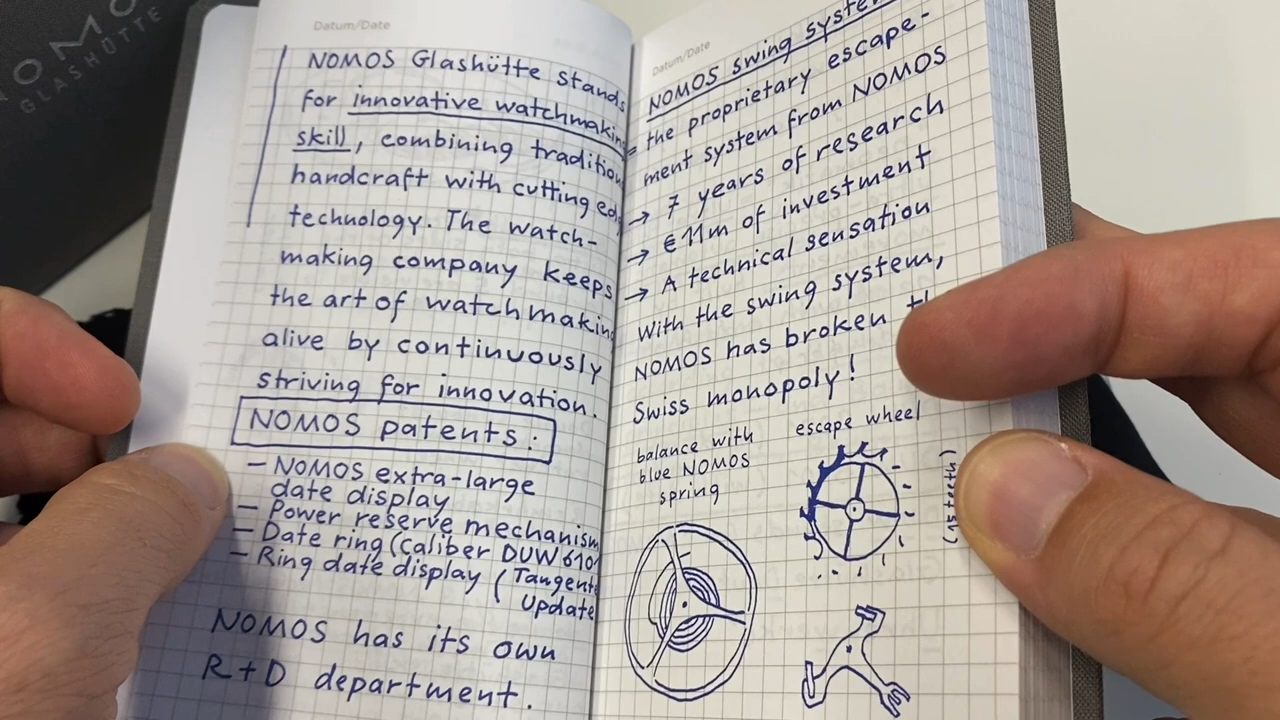 NOMOS
GLASHÜTTE
Datum/Date
NOMOS Glashütte stands
for innovative watchmaking
skill, combining tradition
handcraft with cutting edg
technology. The watch-
making company keeps
the art of watchmaking
alive by continuously
striving for innovation.
NOMOS patents:
– NOMOS extra-large
date display
– Power reserve mechanism
– Date ring (Caliber DUW 6101
– Ring date display (Tangente
Update
NOMOS has its own
R+D department.
Datum/Date
NOMOS swing system
= the proprietary escape-
ment system from NOMOS
→ 7 years of research
→ €11m of investment
→ A technical sensation
With the swing system,
NOMOS has broken th
Swiss monopoly!
balance with
blue NOMOS
spring
escape wheel
(15 teeth)